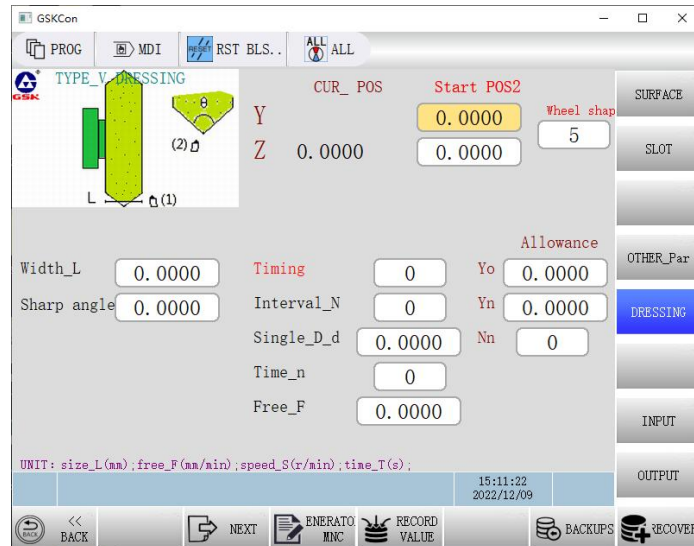 GSKCon
PROG MDI RESET RST BLS.. ALL ALL
GSK TYPE_V_DRESSING
θ
(2)
L (1)
CUR_ POS Start POS2
Y 0.0000 Wheel shap
5
Z 0.0000 0.0000
Allowance
Width_L 0.0000 Timing 0 Yo 0.0000
Sharp angle 0.0000 Interval_N 0 Yn 0.0000
Single_D_d 0.0000 Nn 0
Time_n 0
Free_F 0.0000
UNIT: size_L(mm);free_F(mm/min);speed_S(r/min);time_T(s);
15:11:22
2022/12/09
SURFACE
SLOT
OTHER_Par
DRESSING
INPUT
OUTPUT
BACK << BACK NEXT ENERATO MNC RECORD VALUE BACKUPS RECOVER